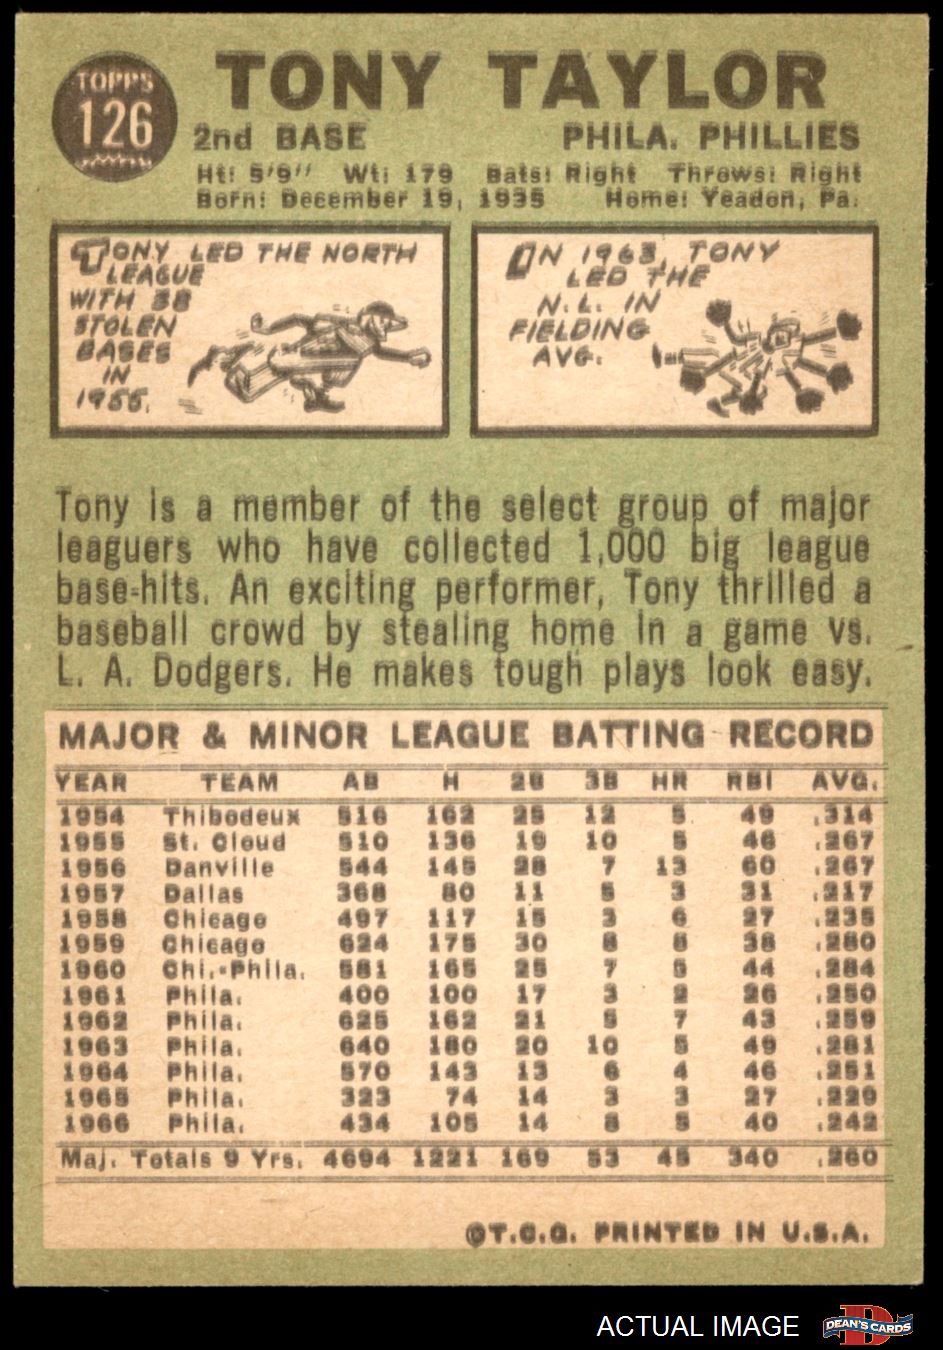 TOPPS
126
TONY TAYLOR
2nd BASE PHILA. PHILLIES
Ht: 5'9" Wt: 179 Bats: Right Throws: Right
Born: December 19, 1935 Home: Yeadon, Pa.
TONY LED THE NORTH
LEAGUE
WITH 38
STOLEN
BASES
IN
1955.
IN 1963, TONY
LED THE
N.L. IN
FIELDING
AVG.
Tony is a member of the select group of major
leaguers who have collected 1,000 big league
base-hits. An exciting performer, Tony thrilled a
baseball crowd by stealing home in a game vs.
L. A. Dodgers. He makes tough plays look easy.
MAJOR & MINOR LEAGUE BATTING RECORD
YEAR TEAM AB H 2B 3B HR RBI AVG.
1954 Thibodeux 516 162 25 12 5 49 .314
1955 St. Cloud 510 136 19 10 5 46 .267
1956 Danville 544 145 28 7 13 60 .267
1957 Dallas 368 80 11 5 3 31 .217
1958 Chicago 497 117 15 3 6 27 .235
1959 Chicago 624 175 30 8 8 38 .280
1960 Chi.-Phila. 581 165 25 7 5 44 .284
1961 Phila. 400 100 17 3 2 26 .250
1962 Phila. 625 162 21 5 7 43 .259
1963 Phila. 640 180 20 10 5 49 .281
1964 Phila. 570 143 13 6 4 46 .251
1965 Phila. 323 74 14 3 3 27 .229
1966 Phila. 434 105 14 8 5 40 .242
Maj. Totals 9 Yrs. 4694 1221 169 53 45 340 .260
©T.C.G. PRINTED IN U.S.A.
ACTUAL IMAGE
D
DEAN'S CARDS